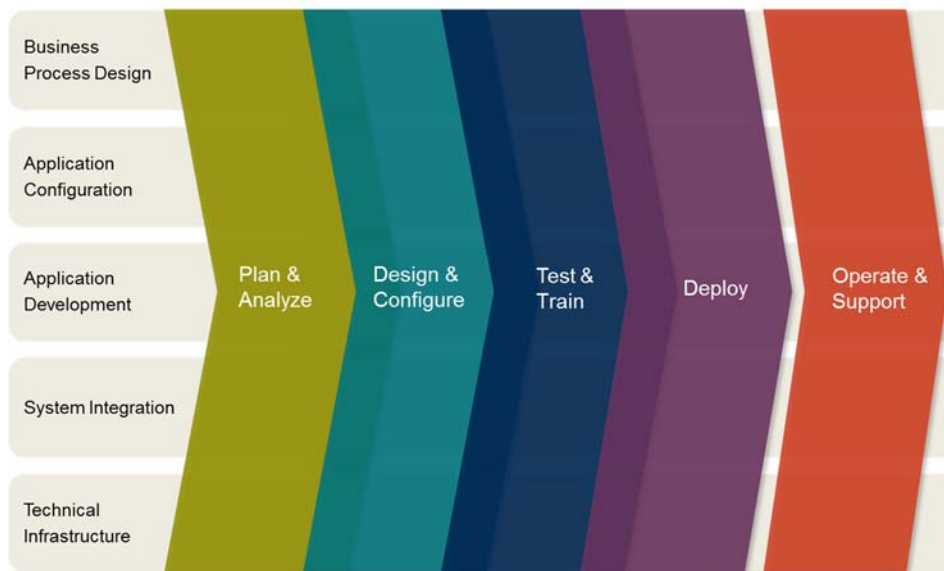 Business
Process Design
Application
Configuration
Application
Development
System Integration
Technical
Infrastructure
Plan &
Analyze
Design &
Configure
Test &
Train
Deploy
Operate &
Support